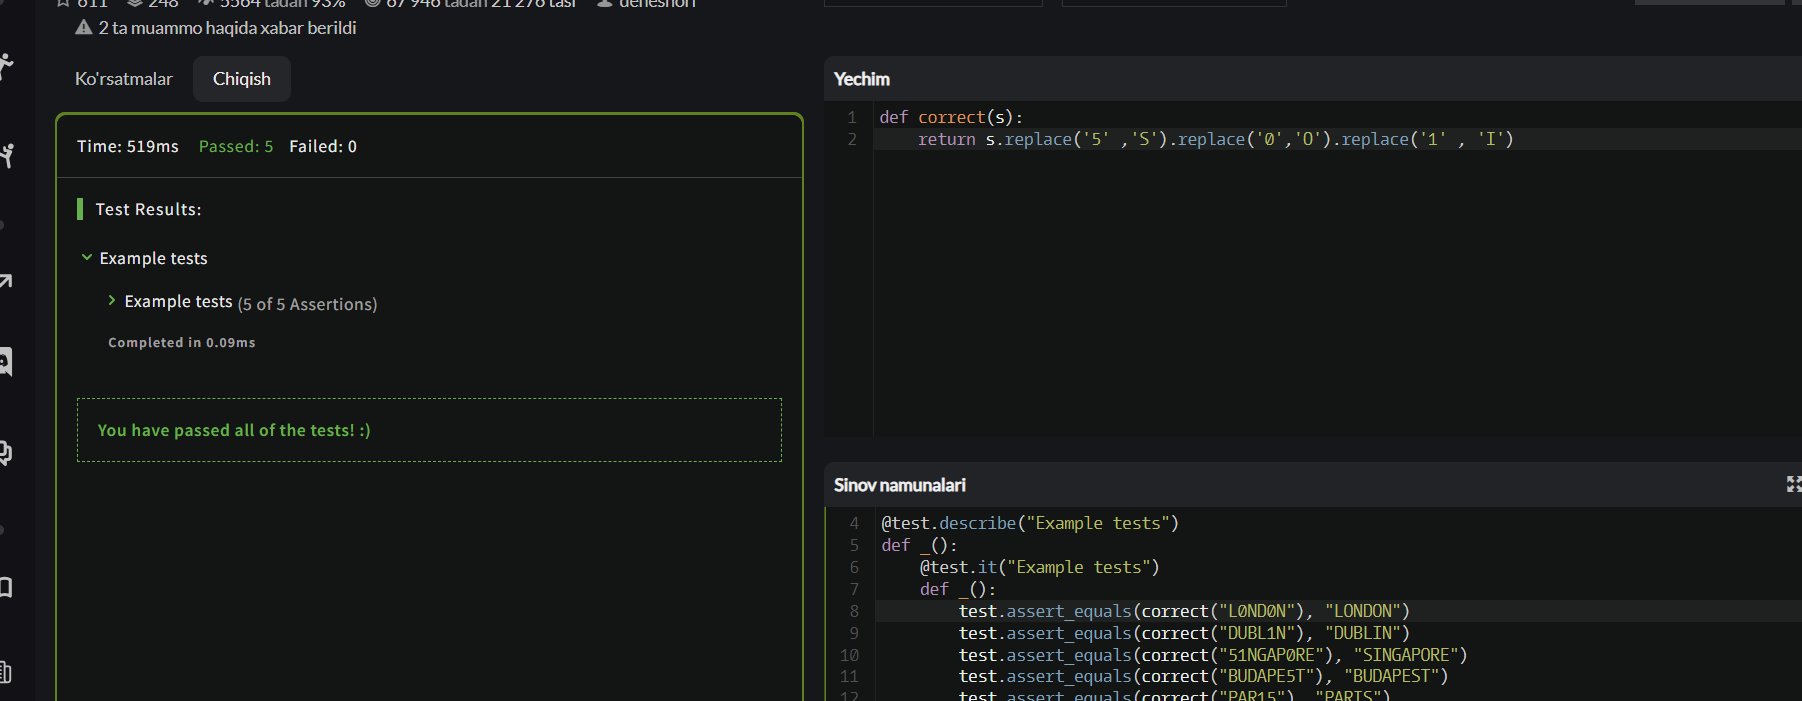 611 248 5564 tadan 93% 67 946 tadan 21 276 tasi
2 ta muammo haqida xabar berildi
Ko'rsatmalar Chiqish
Time: 519ms Passed: 5 Failed: 0
Test Results:
Example tests
Example tests (5 of 5 Assertions)
Completed in 0.09ms
You have passed all of the tests! :)
Yechim
1 def correct(s):
2 return s.replace('5' ,'S').replace('0','O').replace('1' , 'I')
Sinov namunalari
4 @test.describe("Example tests")
5 def _():
6 @test.it("Example tests")
7 def _():
8 test.assert_equals(correct("L0ND0N"), "LONDON")
9 test.assert_equals(correct("DUBL1N"), "DUBLIN")
10 test.assert_equals(correct("51NGAP0RE"), "SINGAPORE")
11 test.assert_equals(correct("BUDAPE5T"), "BUDAPEST")
12 test.assert_equals(correct("PAR15"), "PARIS")